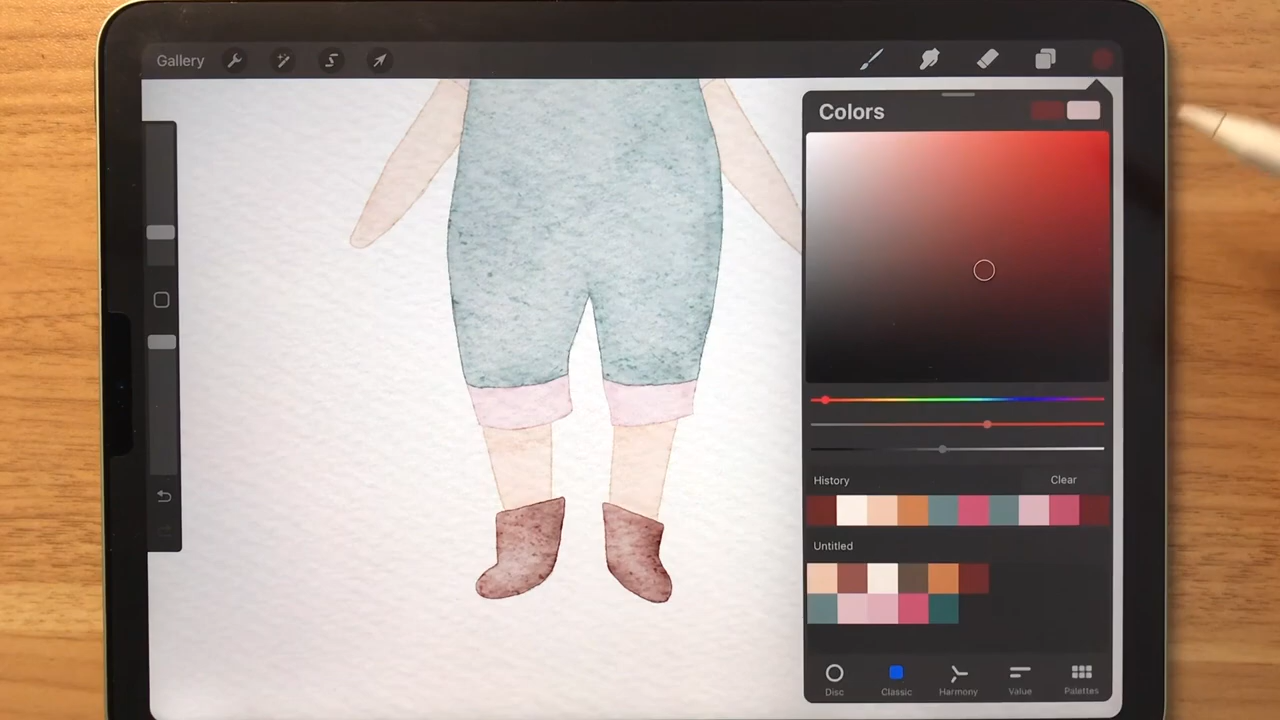 Gallery
Colors
History Clear
Untitled
Disc Classic Harmony Value Palettes